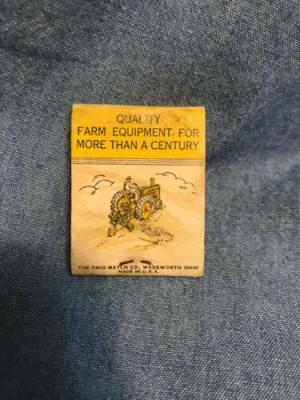 QUALITY
FARM EQUIPMENT FOR
MORE THAN A CENTURY
THE OHIO MATCH CO., WADSWORTH, OHIO
MADE IN U.S.A.